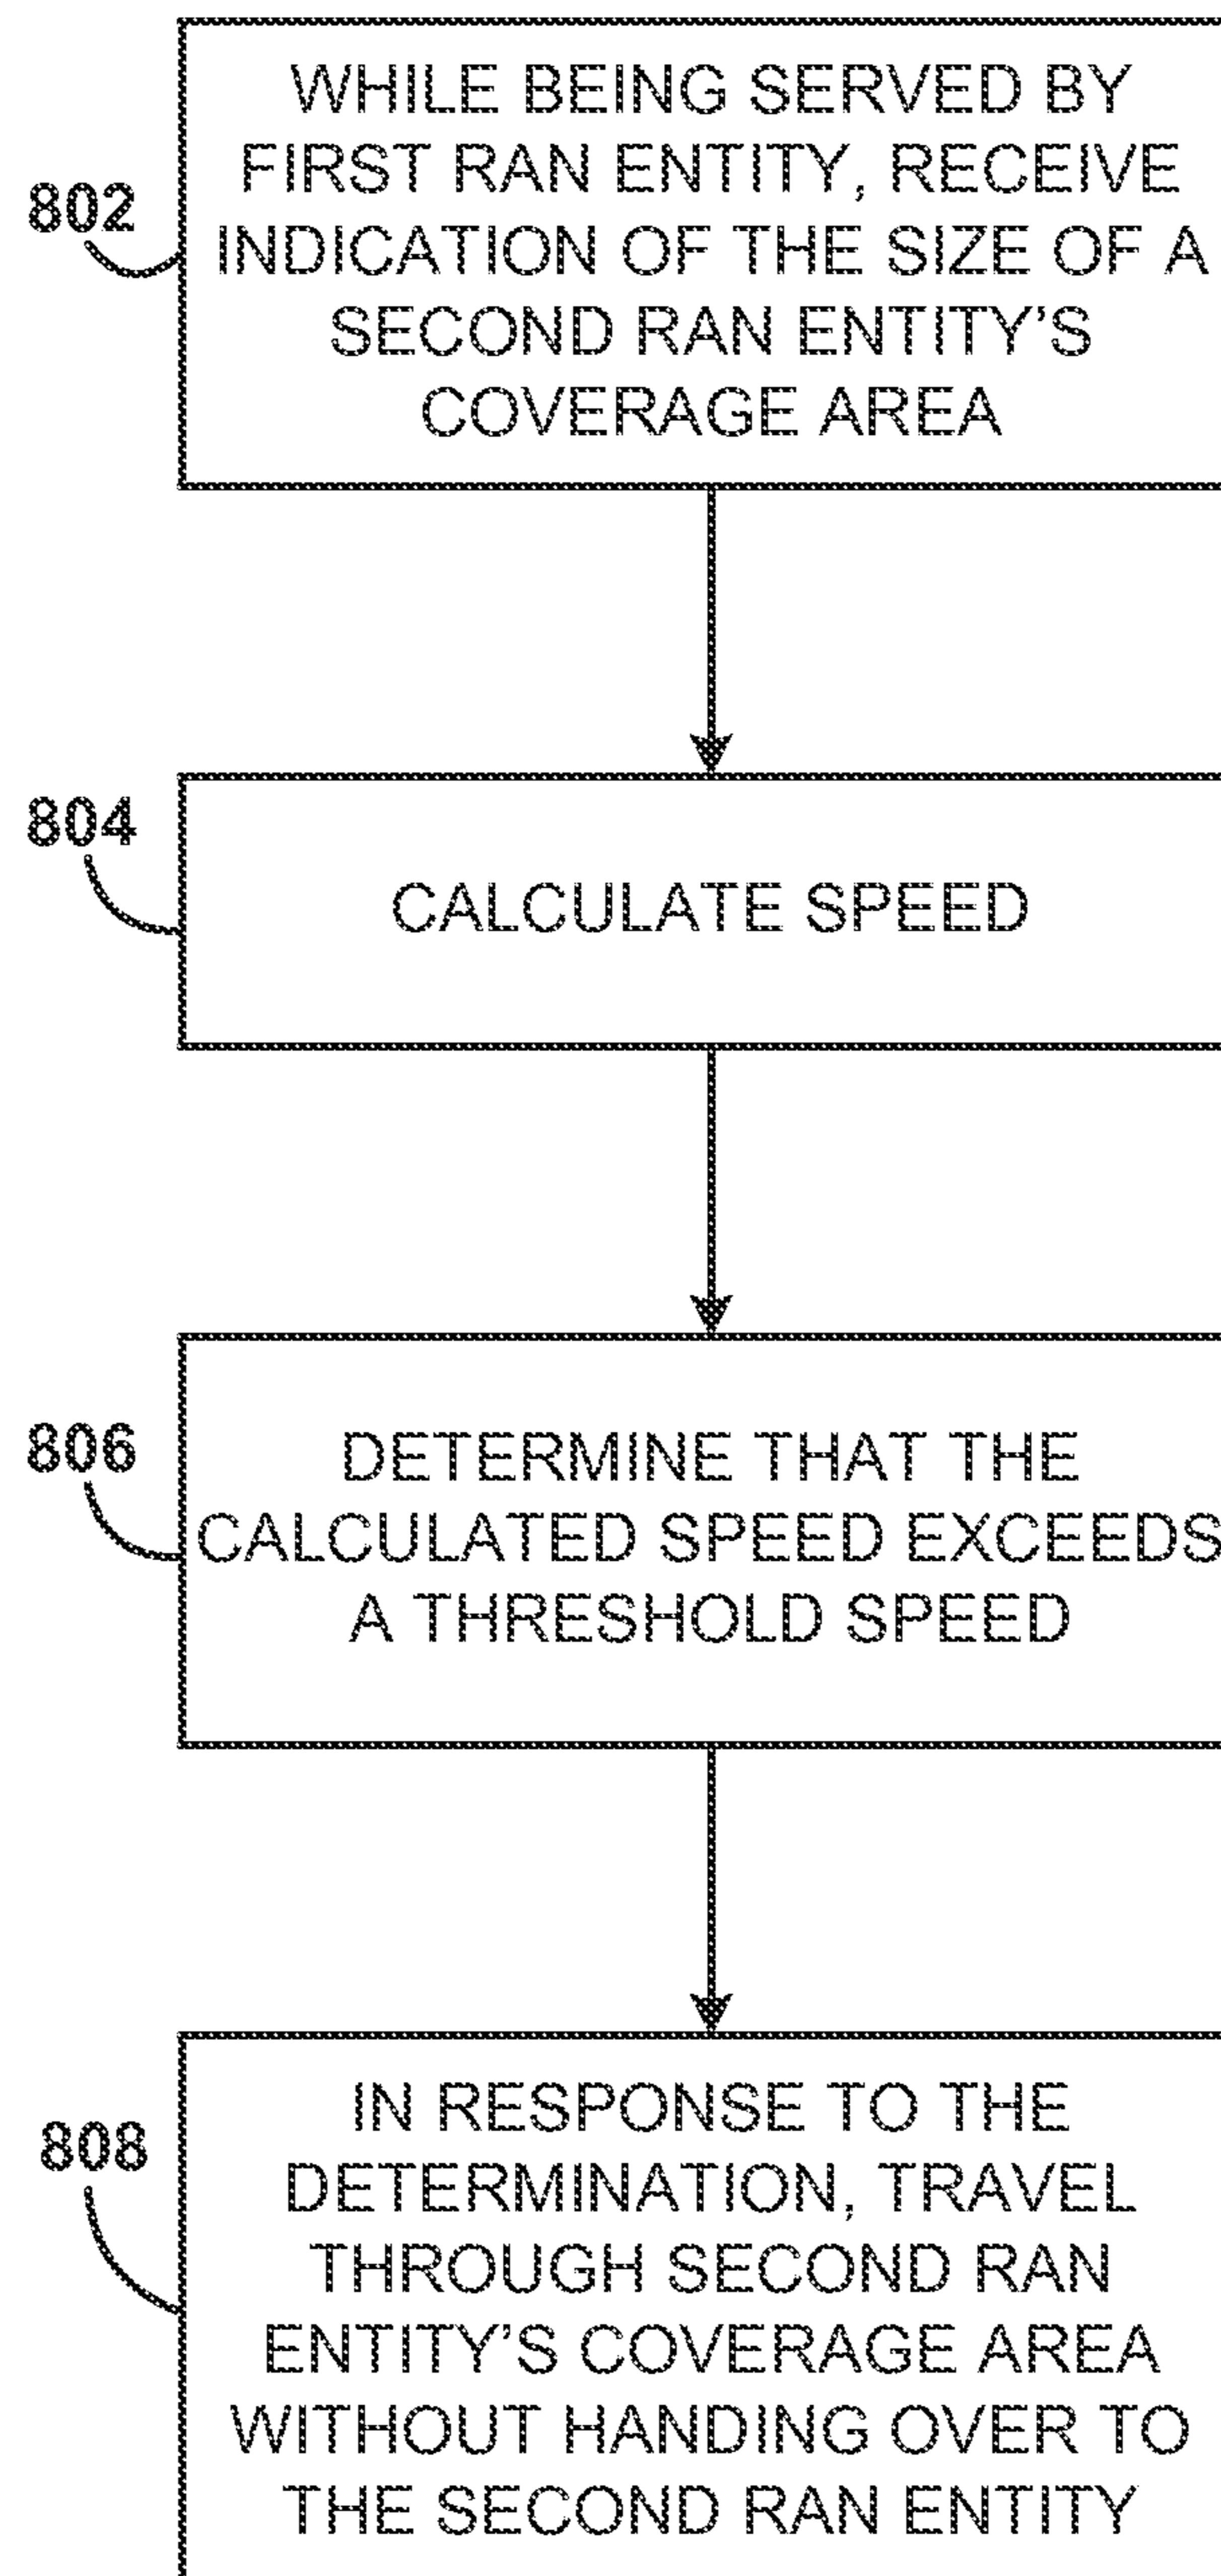 WHILE BEING SERVED BY
FIRST RAN ENTITY, RECEIVE
802
INDICATION OF THE SIZE OF A
SECOND RAN ENTITY'S
COVERAGE AREA
804
CALCULATE SPEED
806
DETERMINE THAT THE
CALCULATED SPEED EXCEEDS
A THRESHOLD SPEED
IN RESPONSE TO THE
808
DETERMINATION, TRAVEL
THROUGH SECOND RAN
ENTITY'S COVERAGE AREA
WITHOUT HANDING OVER TO
THE SECOND RAN ENTITY